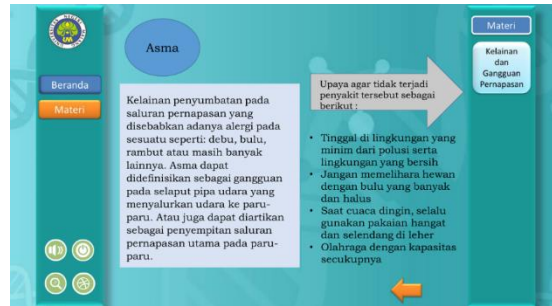 Asma
Beranda
Materi
Kelainan penyumbatan pada
saluran pernapasan yang
disebabkan adanya alergi pada
sesuatu seperti: debu, bulu,
rambut atau masih banyak
lainnya. Asma dapat
didefinisikan sebagai gangguan
pada selaput pipa udara yang
menyalurkan udara ke paru-
paru. Atau juga dapat diartikan
sebagai penyempitan saluran
pernapasan utama pada paru-
paru.
Upaya agar tidak terjadi
penyakit tersebut sebagai
berikut :
• Tinggal di lingkungan yang
minim dari polusi serta
lingkungan yang bersih
• Jangan memelihara hewan
dengan bulu yang banyak
dan halus
• Saat cuaca dingin, selalu
gunakan pakaian hangat
dan selendang di leher
• Olahraga dengan kapasitas
secukupnya
Materi
Kelainan
dan
Gangguan
Pernapasan